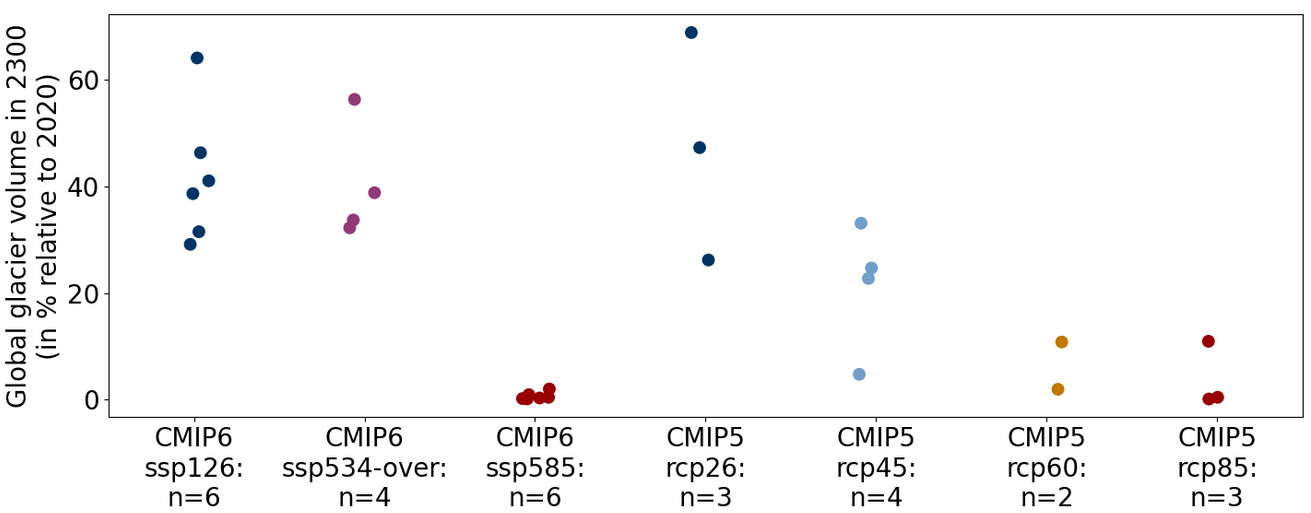 Global glacier volume in 2300
(in % relative to 2020)
60
40
20
0
CMIP6
ssp126:
n=6
CMIP6
ssp534-over:
n=4
CMIP6
ssp585:
n=6
CMIP5
rcp26:
n=3
CMIP5
rcp45:
n=4
CMIP5
rcp60:
n=2
CMIP5
rcp85:
n=3